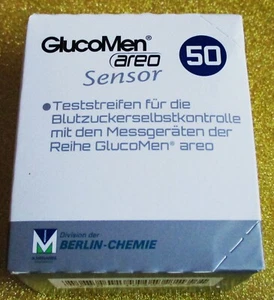 GlucoMen®
areo
Sensor
50
Teststreifen für die
Blutzuckerselbstkontrolle
mit den Messgeräten der
Reihe GlucoMen® areo
Division der
BERLIN-CHEMIE